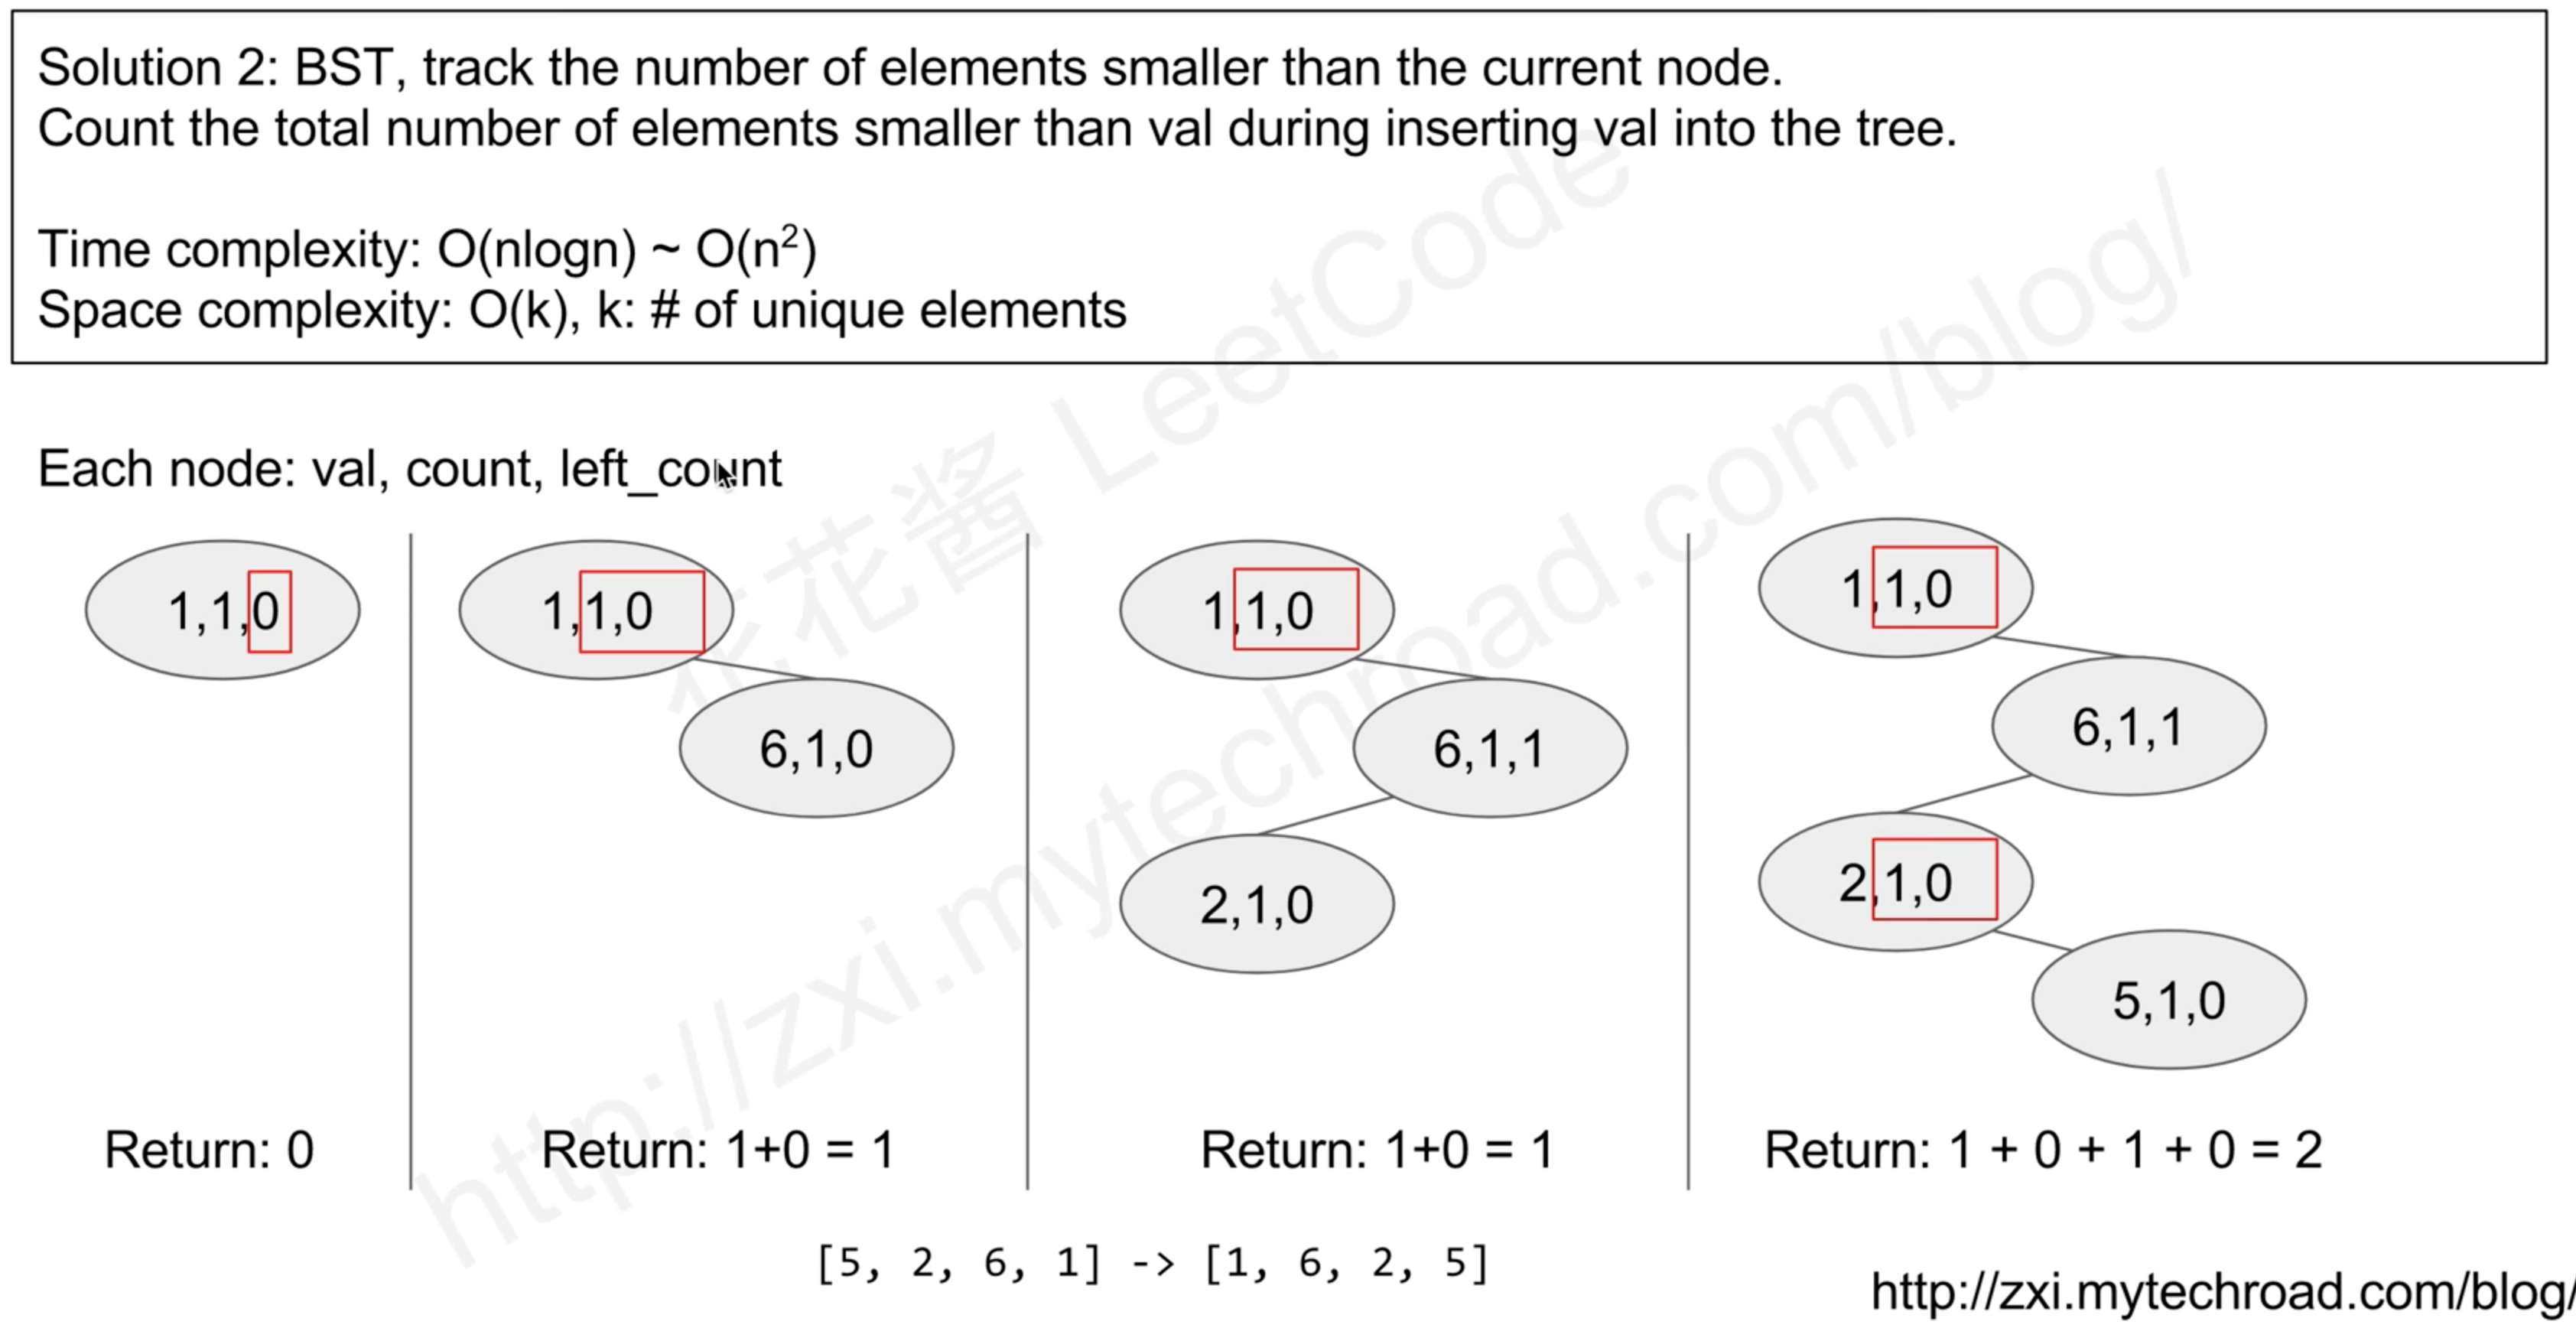 Solution 2: BST, track the number of elements smaller than the current node.
Count the total number of elements smaller than val during inserting val into the tree.
Time complexity: O(nlogn) ~ O(n²)
Space complexity: O(k), k: # of unique elements
Each node: val, count, left_count
1,1,0
Return: 0
1,1,0
6,1,0
Return: 1+0 = 1
1,1,0
6,1,1
2,1,0
Return: 1+0 = 1
1,1,0
6,1,1
2,1,0
5,1,0
Return: 1 + 0 + 1 + 0 = 2
[5, 2, 6, 1] -> [1, 6, 2, 5]
http://zxi.mytechroad.com/blog/
花花酱 LeetCode
http://zxi.mytechroad.com/blog/